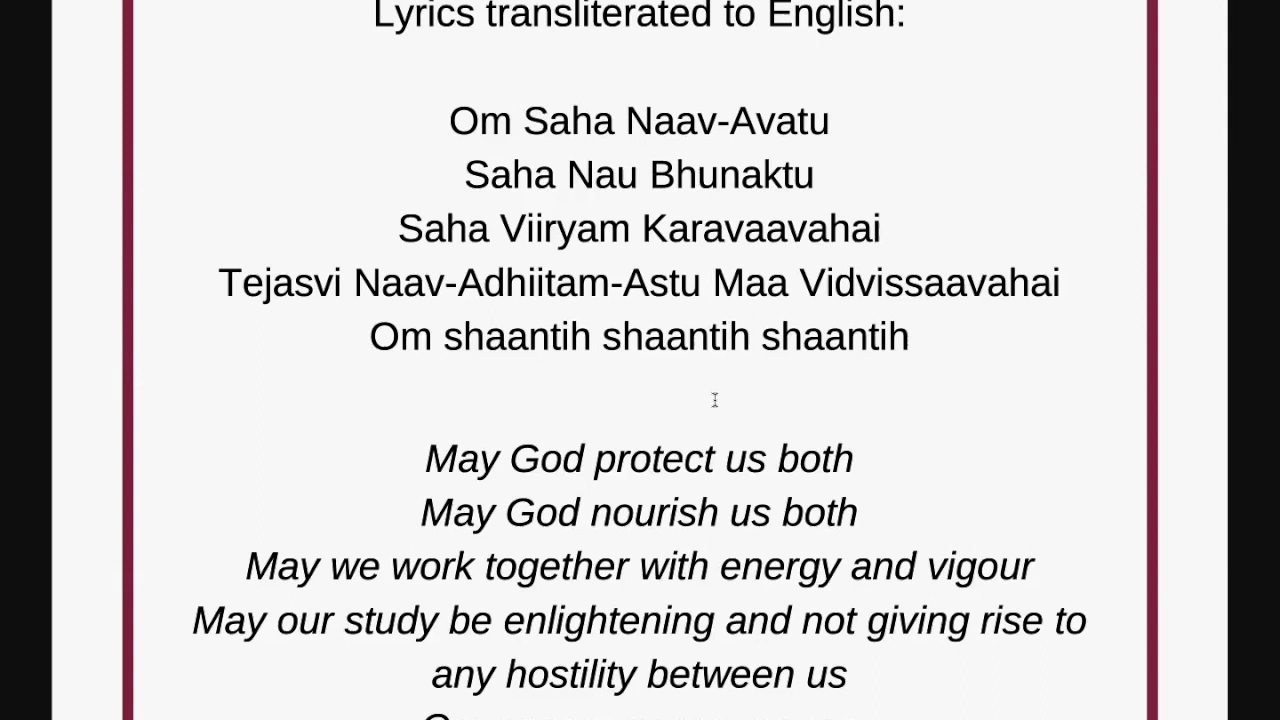 Lyrics transliterated to English:
Om Saha Naav-Avatu
Saha Nau Bhunaktu
Saha Viiryam Karavaavahai
Tejasvi Naav-Adhiitam-Astu Maa Vidvissaavahai
Om shaantih shaantih shaantih
May God protect us both
May God nourish us both
May we work together with energy and vigour
May our study be enlightening and not giving rise to
any hostility between us